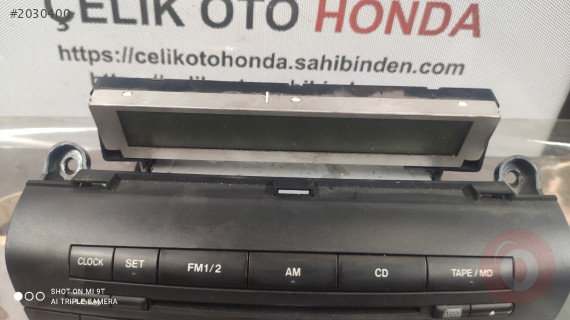 #2030400
ÇELİK OTO HONDA
https://celikotohonda.sahibinden.com
CLOCK SET FM1/2 AM CD TAPE / MD
SHOT ON MI 9T
AI TRIPLE CAMERA